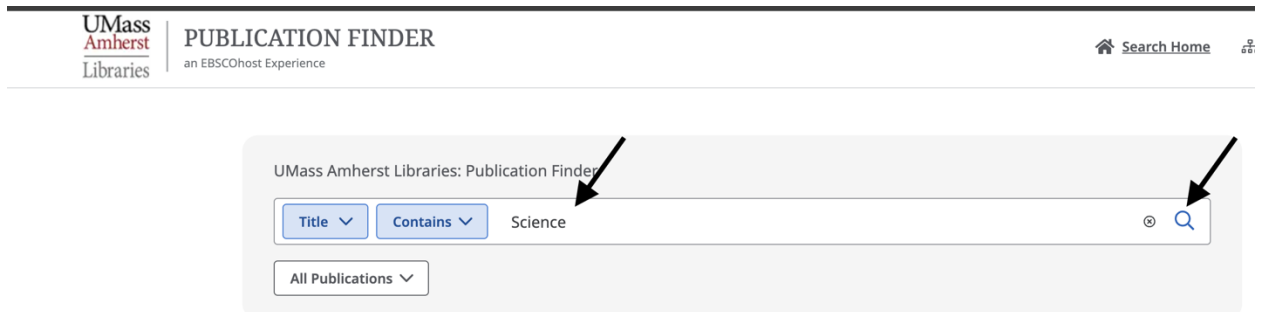 UMass
Amherst
Libraries
PUBLICATION FINDER
an EBSCOhost Experience
Search Home
UMass Amherst Libraries: Publication Finder
Title Contains Science
All Publications